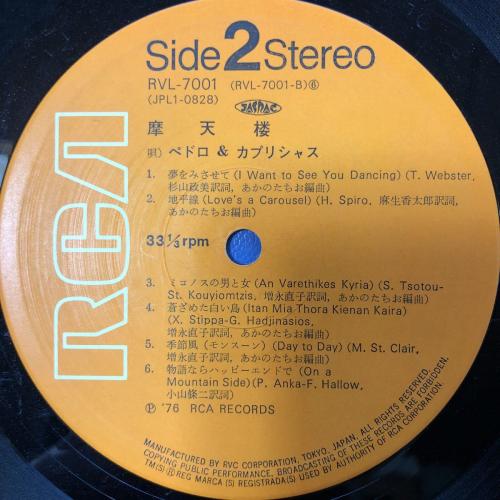 Side 2 Stereo
RVL-7001 (RVL-7001-B)⑥
(JPL1-0828) JASRAC
摩天楼
唄) ペドロ & カプリシャス
1. 夢をみさせて (I Want to See You Dancing) (T. Webster,
杉山政美訳詞, あかのたちお編曲)
2. 地平線 (Love's a Carousel) (H. Spiro, 麻生香太郎訳詞,
あかのたちお編曲)
33⅓ rpm
3. ミコノスの男と女 (An Varethikes Kyria) (S. Tsotou-
St. Kouyiomtzis, 増永直子訳詞, あかのたちお編曲)
4. 蒼ざめた白い鳥 (Itan Mia Thora Kienan Kaira)
(X. Stippa-G. Hadjinasios,
増永直子訳詞, あかのたちお編曲)
5. 季節風 (モンスーン) (Day to Day) (M. St. Clair,
増永直子訳詞, あかのたちお編曲)
6. 物語ならハッピーエンドで (On a
Mountain Side) (P. Anka-F. Hallow,
小山條二訳詞)
Ⓟ '76 RCA RECORDS
RCA
MANUFACTURED BY RVC CORPORATION, TOKYO, JAPAN, ALL RIGHTS RESERVED,
COPYING PUBLIC PERFORMANCE, BROADCASTING OF THESE RECORDS ARE FORBIDDEN.
TM(S) ® REG MARCA (S) REGISTRADA(S) USED BY AUTHORITY OF RCA CORPORATION.